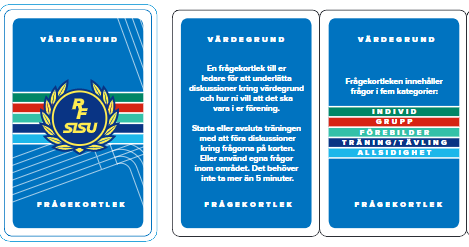 VÄRDEGRUND
RF
SISU
FRÅGEKORTLEK
VÄRDEGRUND
En frågekortlek till er
ledare för att underlätta
diskussioner kring värdegrund
och hur ni vill att det ska
vara i er förening.
Starta eller avsluta träningen
med att föra diskussioner
kring frågorna på korten.
Eller använd egna frågor
inom området. Det behöver
inte ta mer än 5 minuter.
FRÅGEKORTLEK
VÄRDEGRUND
Frågekortleken innehåller
frågor i fem kategorier:
INDIVID
GRUPP
FÖREBILDER
TRÄNING/TÄVLING
ALLSIDIGHET
FRÅGEKORTLEK